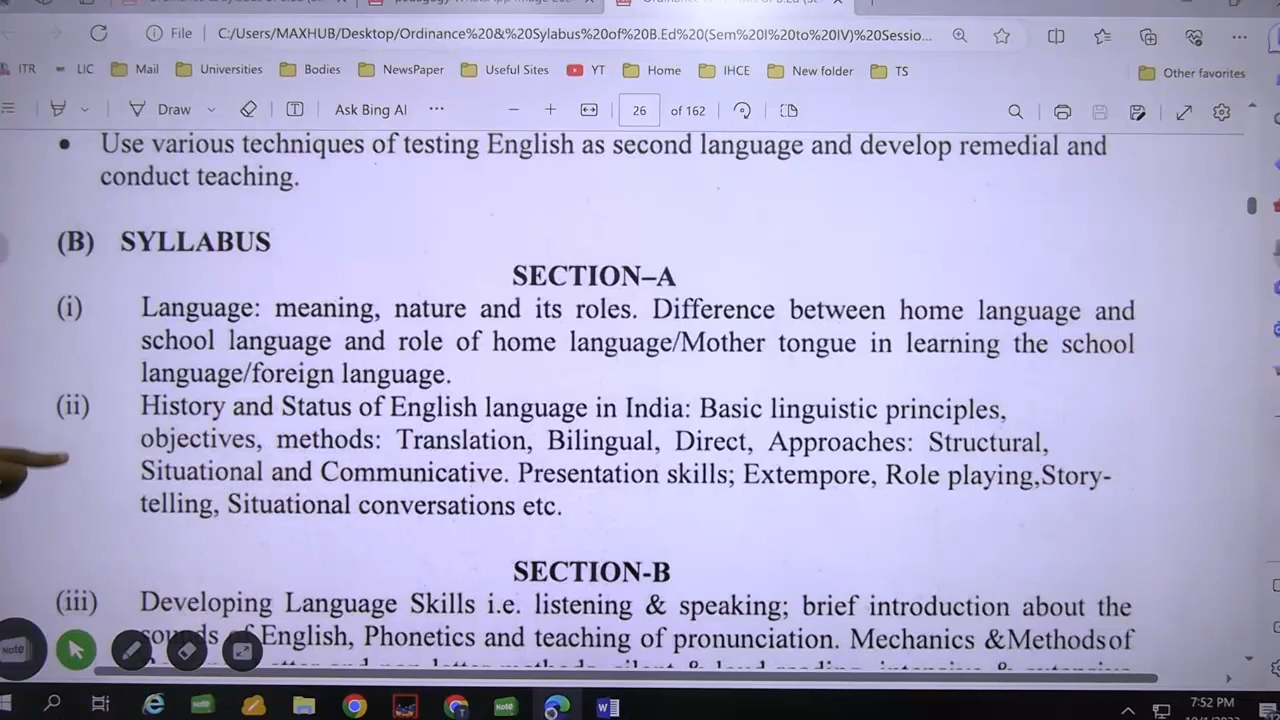 File
C:/Users/MAXHUB/Desktop/Ordinance%20&%20Syllabus%20of%20B.Ed%20(Sem%20I%20to%20IV)%20Sessio...
ITR LIC Mail Universities Bodies NewsPaper Useful Sites YT Home IHCE New folder TS Other favorites
Draw Ask Bing AI 26 of 162
• Use various techniques of testing English as second language and develop remedial and
conduct teaching.
(B) SYLLABUS
SECTION–A
(i) Language: meaning, nature and its roles. Difference between home language and
school language and role of home language/Mother tongue in learning the school
language/foreign language.
(ii) History and Status of English language in India: Basic linguistic principles,
objectives, methods: Translation, Bilingual, Direct, Approaches: Structural,
Situational and Communicative. Presentation skills; Extempore, Role playing,Story-
telling, Situational conversations etc.
SECTION-B
(iii) Developing Language Skills i.e. listening & speaking; brief introduction about the
sounds of English, Phonetics and teaching of pronunciation. Mechanics &Methodsof
Note
Note
7:52 PM